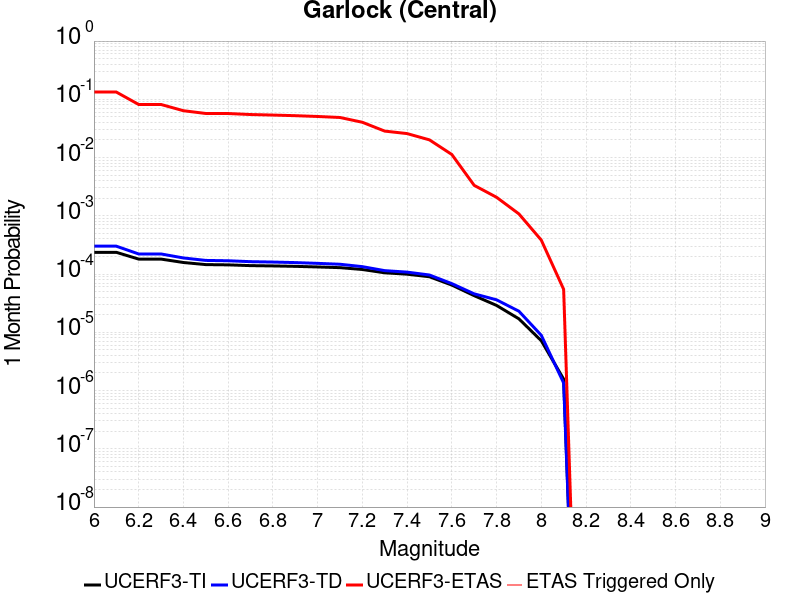 Garlock (Central)
10^0
10^-1
10^-2
10^-3
10^-4
10^-5
10^-6
10^-7
10^-8
1 Month Probability
6 6.2 6.4 6.6 6.8 7 7.2 7.4 7.6 7.8 8 8.2 8.4 8.6 8.8 9
Magnitude
UCERF3-TI UCERF3-TD UCERF3-ETAS ETAS Triggered Only